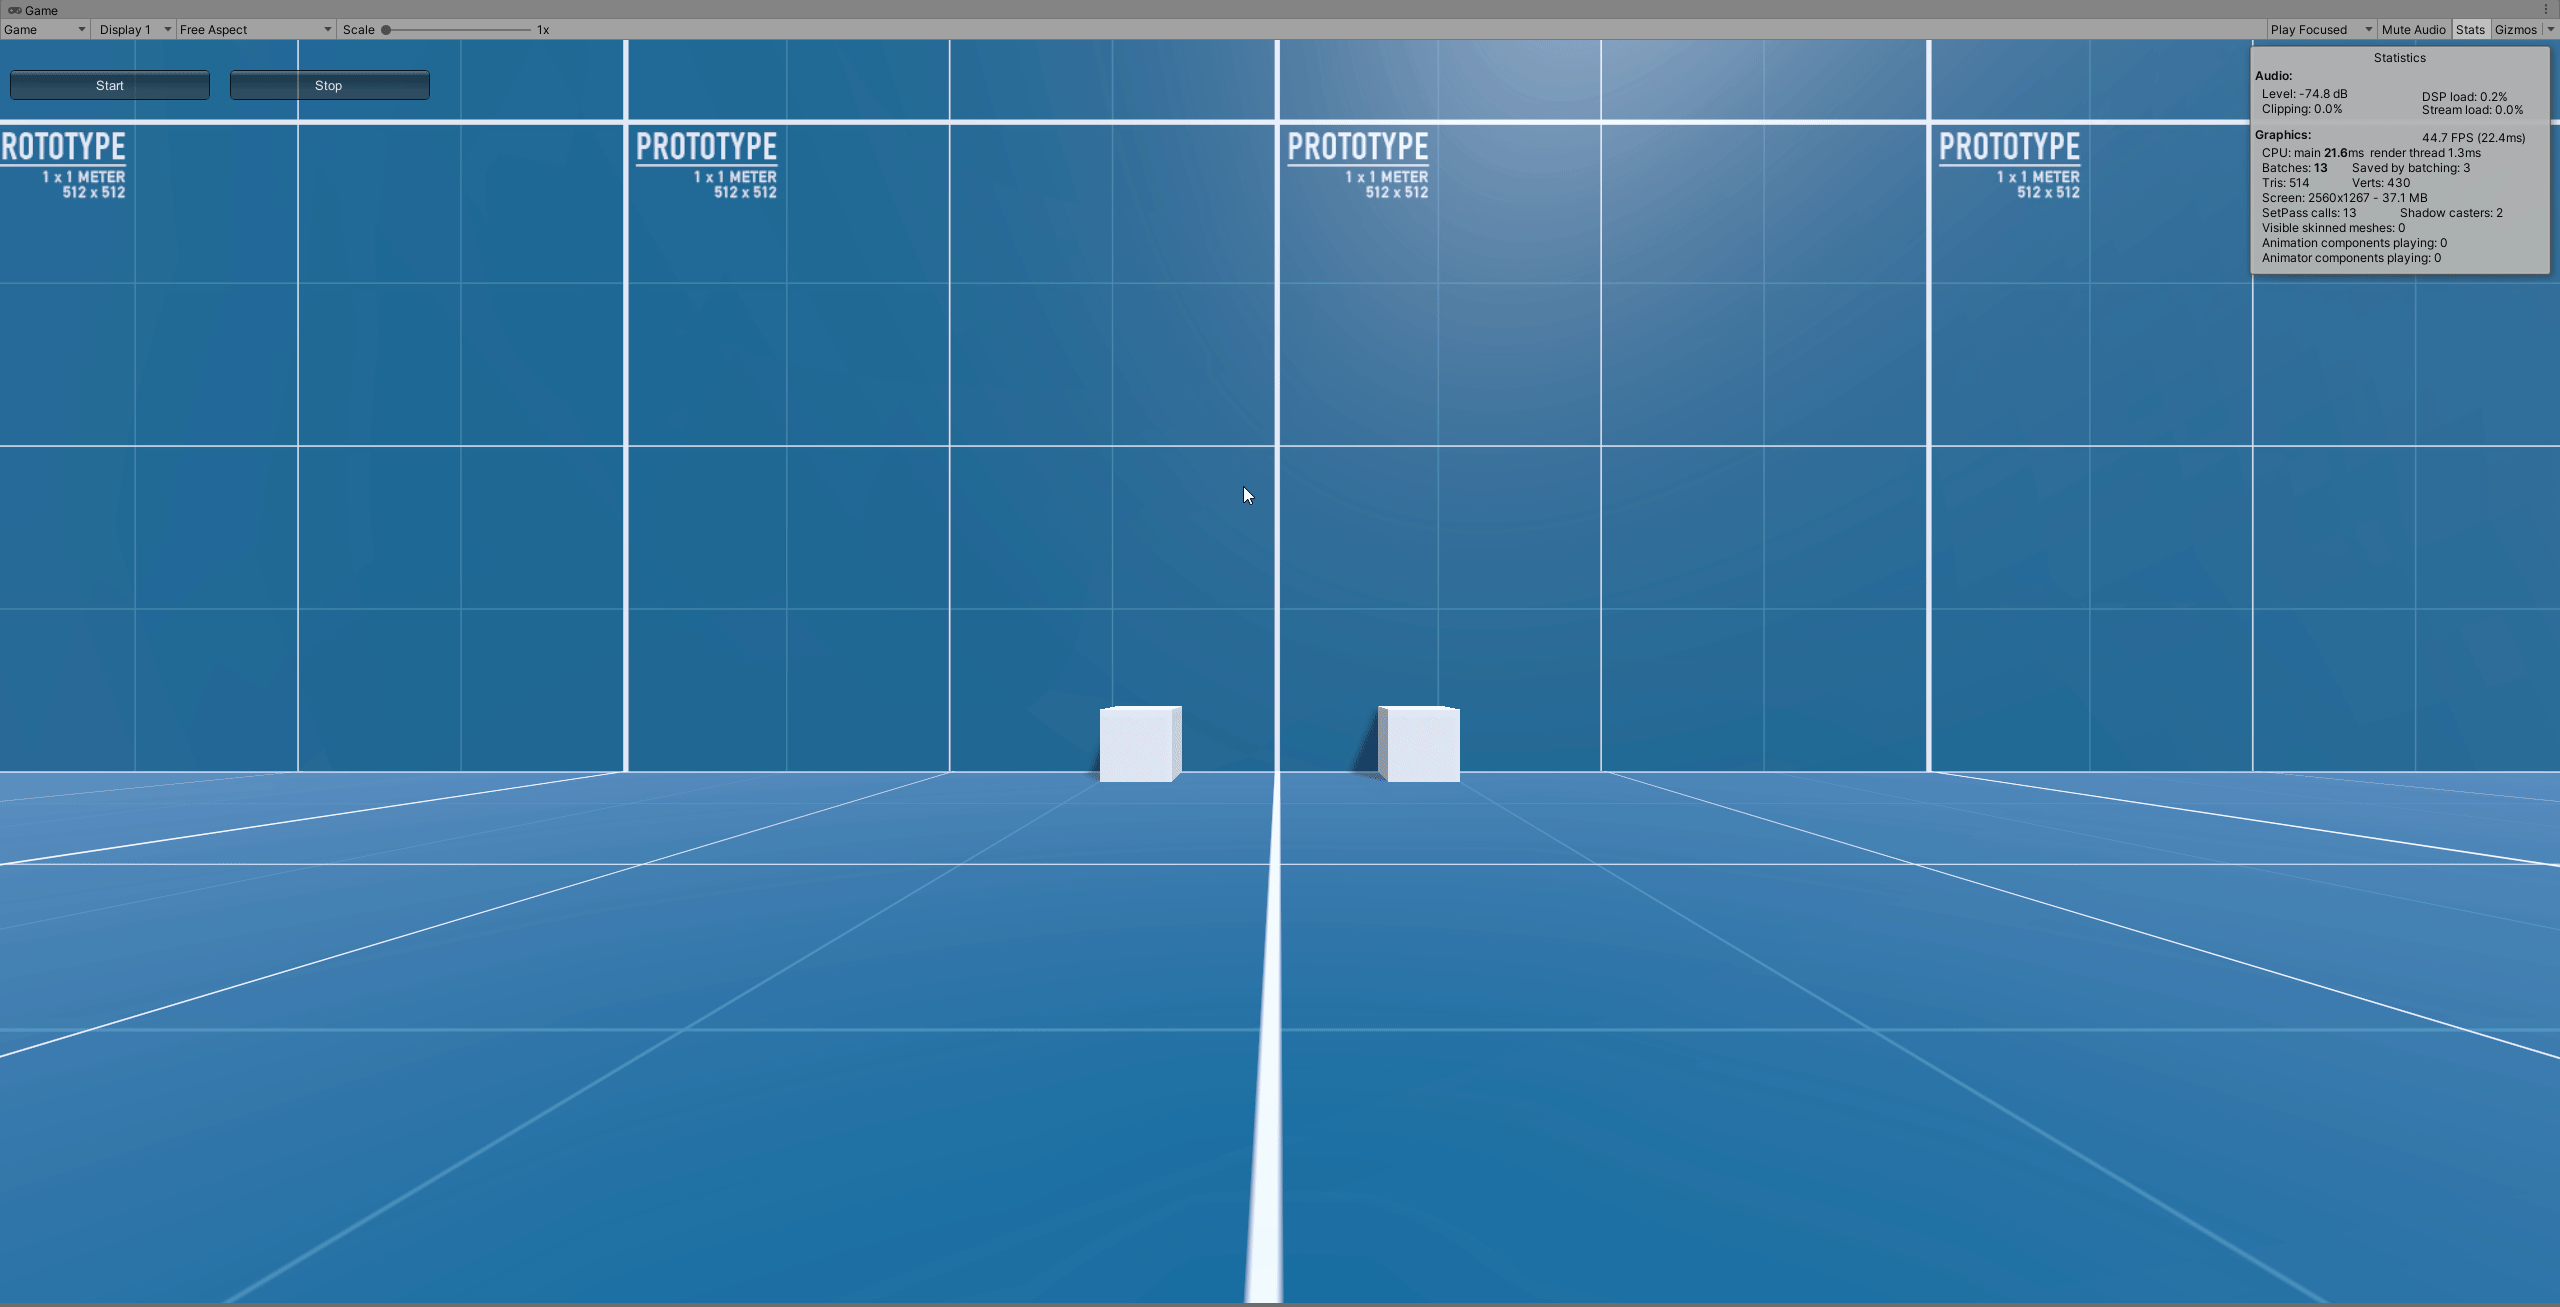 Game
Game Display 1 Free Aspect Scale 1x Play Focused Mute Audio Stats Gizmos
Start Stop
Statistics
Audio:
Level: -74.8 dB DSP load: 0.2%
Clipping: 0.0% Stream load: 0.0%
Graphics: 44.7 FPS (22.4ms)
CPU: main 21.6ms render thread 1.3ms
Batches: 13 Saved by batching: 3
Tris: 514 Verts: 430
Screen: 2560x1267 - 37.1 MB
SetPass calls: 13 Shadow casters: 2
Visible skinned meshes: 0
Animation components playing: 0
Animator components playing: 0
ROTOTYPE PROTOTYPE PROTOTYPE PROTOTYPE
1 x 1 METER 1 x 1 METER 1 x 1 METER 1 x 1 METER
512 x 512 512 x 512 512 x 512 512 x 512